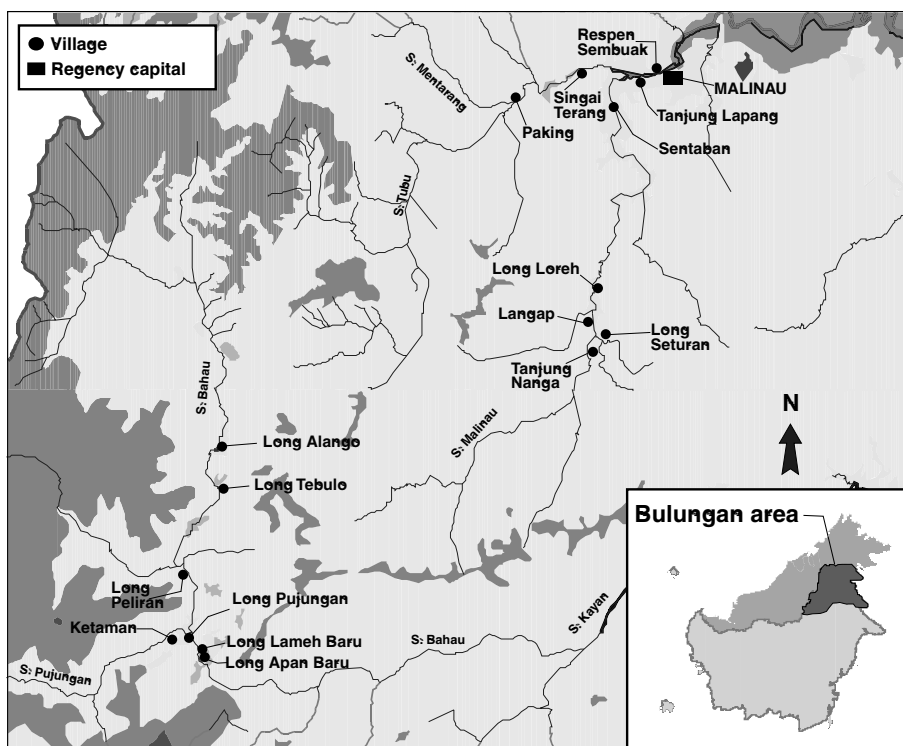 Village
Regency capital
S: Mentarang
Respen
Sembuak
MALINAU
Singai
Terang
Tanjung Lapang
Paking
Sentaban
S: Tubu
Long Loreh
Langap
Long
Seturan
Tanjung
Nanga
S: Bahau
S: Malinau
Long Alango
Long Tebulo
N
Bulungan area
Long
Peliran
Long Pujungan
Ketaman
Long Lameh Baru
Long Apan Baru
S: Bahau
S: Kayan
S: Pujungan